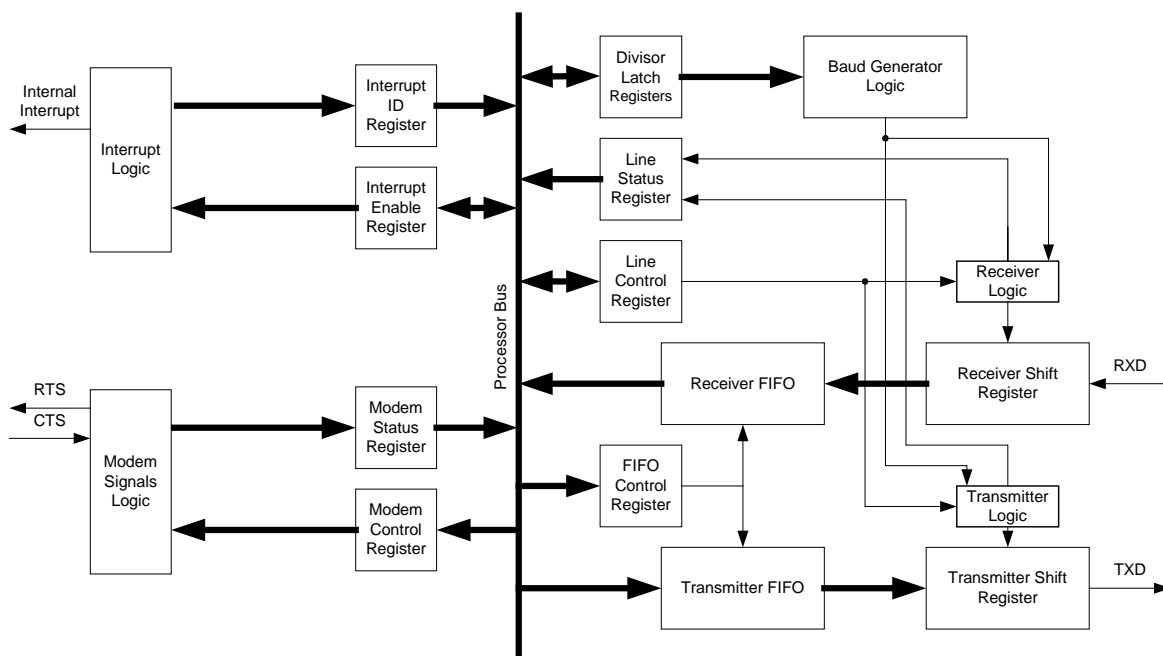 Internal
Interrupt
Interrupt
Logic
Interrupt
ID
Register
Interrupt
Enable
Register
RTS
CTS
Modem
Signals
Logic
Modem
Status
Register
Modem
Control
Register
Processor Bus
Divisor
Latch
Registers
Baud Generator
Logic
Line
Status
Register
Line
Control
Register
Receiver
Logic
Receiver FIFO
Receiver Shift
Register
RXD
FIFO
Control
Register
Transmitter
Logic
Transmitter FIFO
Transmitter Shift
Register
TXD